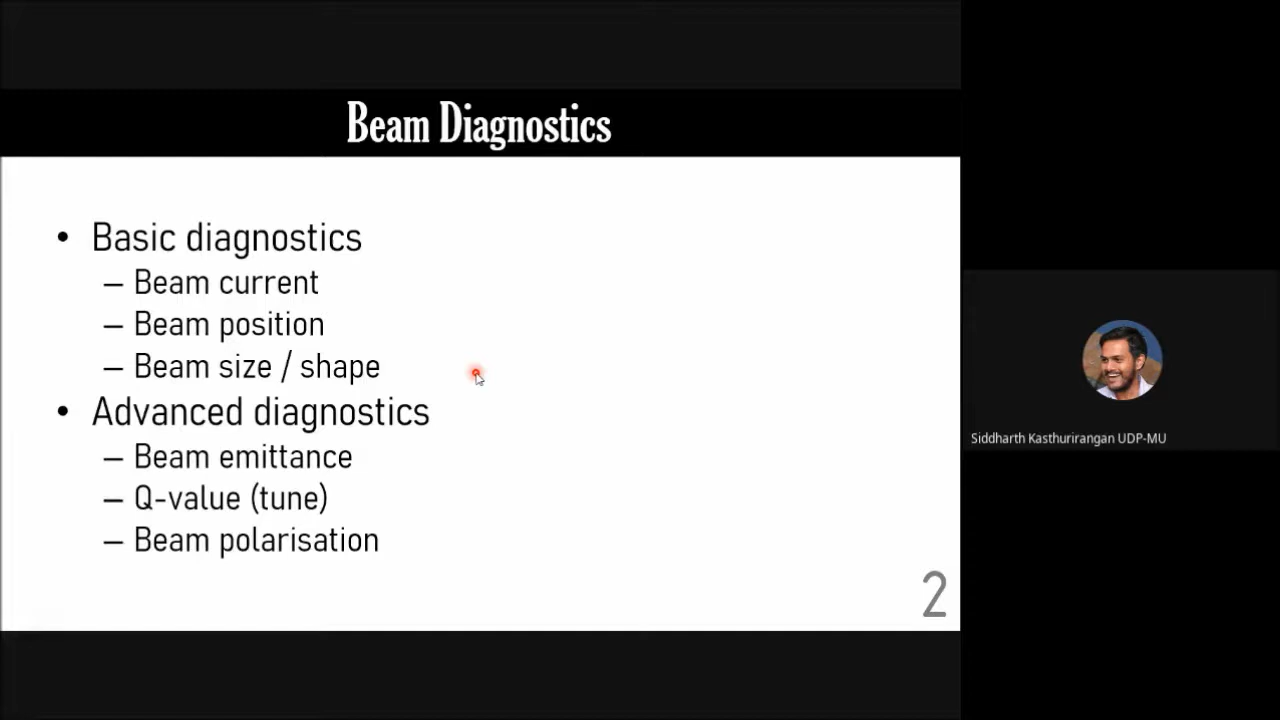 Beam Diagnostics
• Basic diagnostics
– Beam current
– Beam position
– Beam size / shape
• Advanced diagnostics
– Beam emittance
– Q-value (tune)
– Beam polarisation
2
Siddharth Kasthurirangan UDP-MU